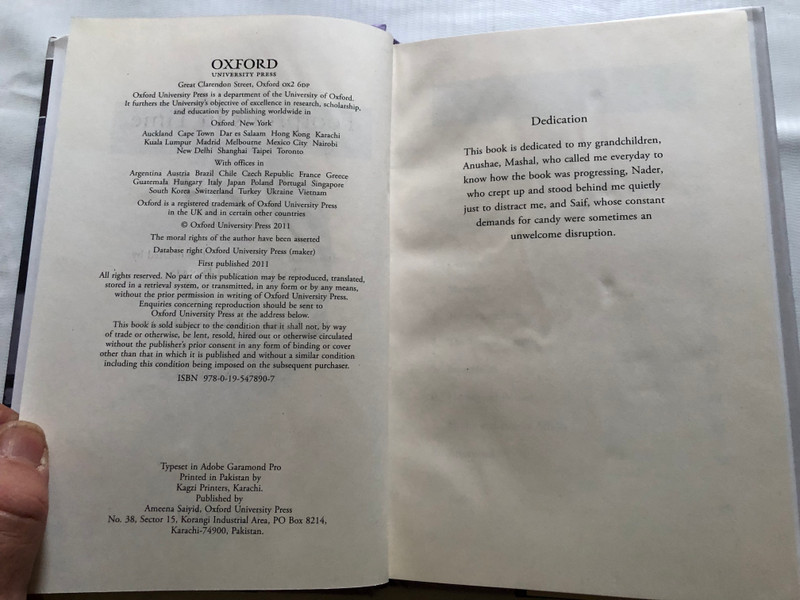 OXFORD
UNIVERSITY PRESS
Great Clarendon Street, Oxford OX2 6DP
Oxford University Press is a department of the University of Oxford.
It furthers the University's objective of excellence in research, scholarship,
and education by publishing worldwide in
Oxford New York
Auckland Cape Town Dar es Salaam Hong Kong Karachi
Kuala Lumpur Madrid Melbourne Mexico City Nairobi
New Delhi Shanghai Taipei Toronto
With offices in
Argentina Austria Brazil Chile Czech Republic France Greece
Guatemala Hungary Italy Japan Poland Portugal Singapore
South Korea Switzerland Turkey Ukraine Vietnam
Oxford is a registered trademark of Oxford University Press
in the UK and in certain other countries
© Oxford University Press 2011
The moral rights of the author have been asserted
Database right Oxford University Press (maker)
First published 2011
All rights reserved. No part of this publication may be reproduced, translated,
stored in a retrieval system, or transmitted, in any form or by any means,
without the prior permission in writing of Oxford University Press.
Enquiries concerning reproduction should be sent to
Oxford University Press at the address below.
This book is sold subject to the condition that it shall not, by way
of trade or otherwise, be lent, resold, hired out or otherwise circulated
without the publisher's prior consent in any form of binding or cover
other than that in which it is published and without a similar condition
including this condition being imposed on the subsequent purchaser.
ISBN 978-0-19-547890-7
Typeset in Adobe Garamond Pro
Printed in Pakistan by
Kagzi Printers, Karachi.
Published by
Ameena Saiyid, Oxford University Press
No. 38, Sector 15, Korangi Industrial Area, PO Box 8214,
Karachi-74900, Pakistan.
Dedication
This book is dedicated to my grandchildren,
Anushae, Mashal, who called me everyday to
know how the book was progressing, Nader,
who crept up and stood behind me quietly
just to distract me, and Saif, whose constant
demands for candy were sometimes an
unwelcome disruption.